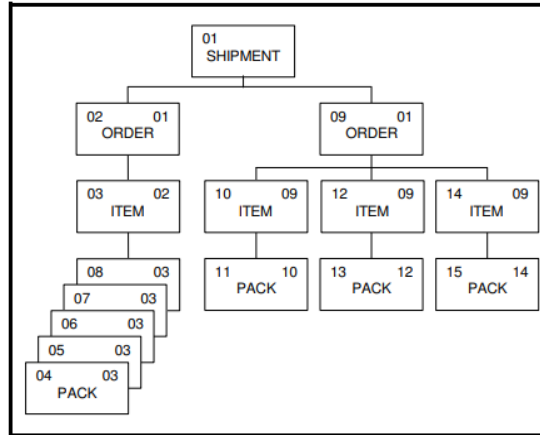 01
SHIPMENT
02 01
ORDER
09 01
ORDER
03 02
ITEM
10 09
ITEM
12 09
ITEM
14 09
ITEM
08 03
07 03
06 03
05 03
04 03
PACK
11 10
PACK
13 12
PACK
15 14
PACK